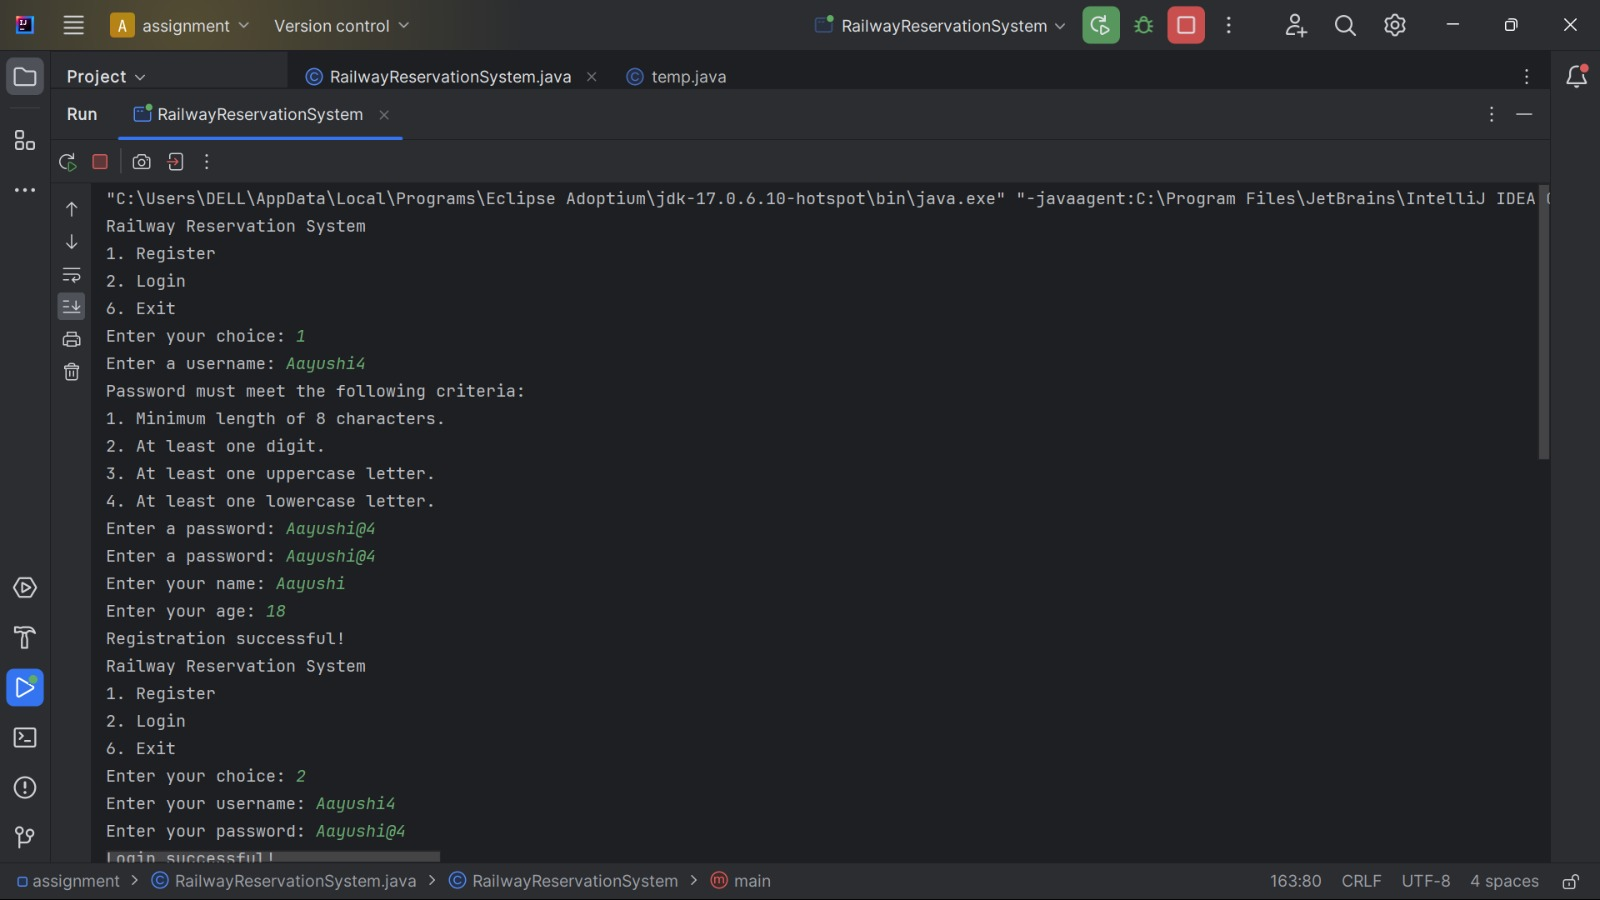 A assignment Version control RailwayReservationSystem
Project RailwayReservationSystem.java temp.java
Run RailwayReservationSystem
"C:\Users\DELL\AppData\Local\Programs\Eclipse Adoptium\jdk-17.0.6.10-hotspot\bin\java.exe" "-javaagent:C:\Program Files\JetBrains\IntelliJ IDEA
Railway Reservation System
1. Register
2. Login
6. Exit
Enter your choice: 1
Enter a username: Aayushi4
Password must meet the following criteria:
1. Minimum length of 8 characters.
2. At least one digit.
3. At least one uppercase letter.
4. At least one lowercase letter.
Enter a password: Aayushi@4
Enter a password: Aayushi@4
Enter your name: Aayushi
Enter your age: 18
Registration successful!
Railway Reservation System
1. Register
2. Login
6. Exit
Enter your choice: 2
Enter your username: Aayushi4
Enter your password: Aayushi@4
Login successful!
assignment > RailwayReservationSystem.java > RailwayReservationSystem > main 163:80 CRLF UTF-8 4 spaces